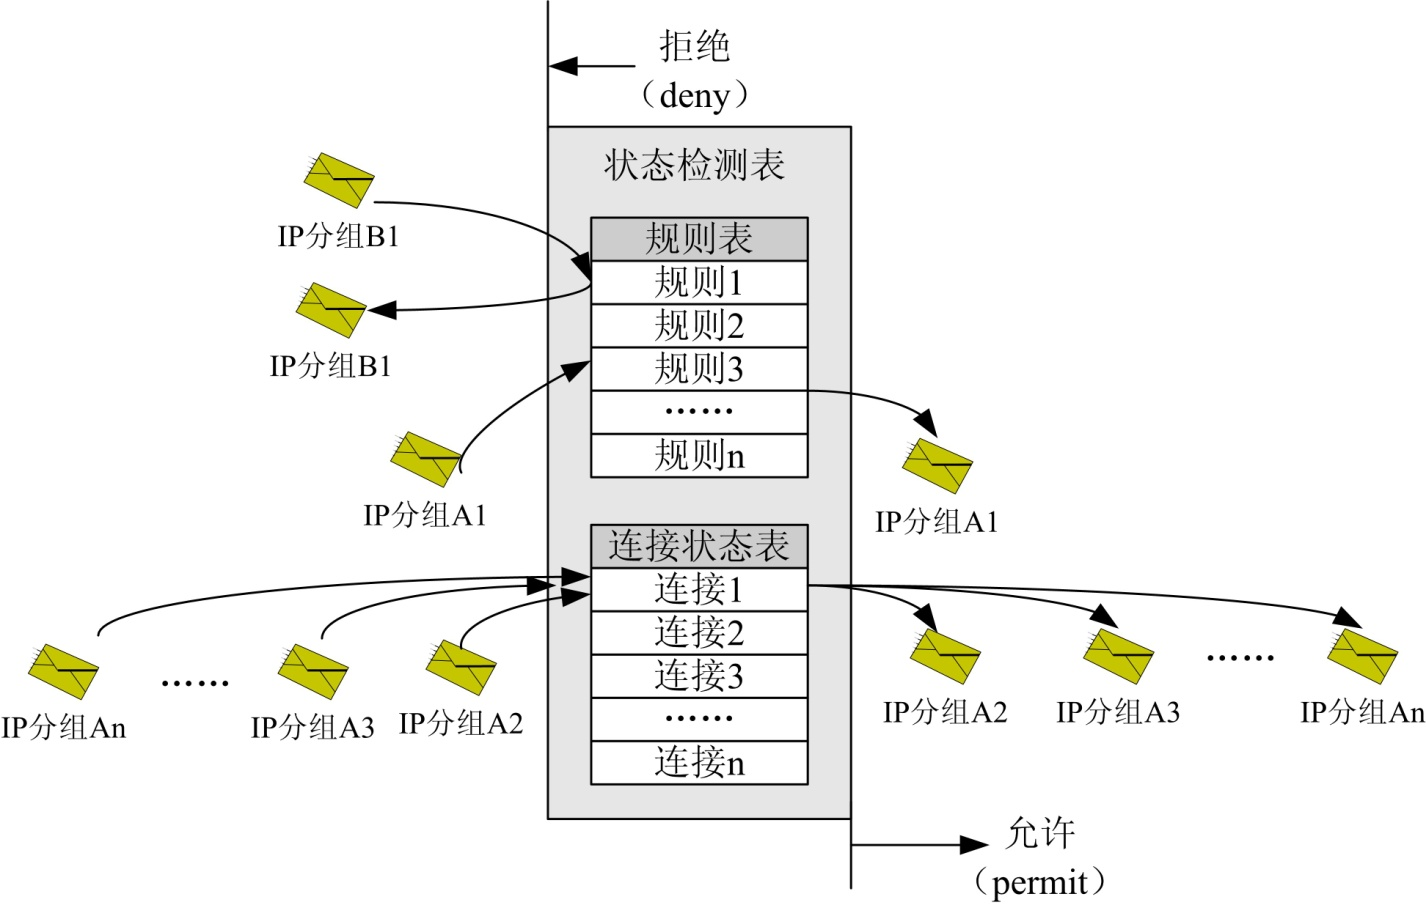 拒绝
（deny）
状态检测表
IP分组B1
规则表
规则1
规则2
IP分组B1
规则3
……
规则n
IP分组A1
IP分组A1
连接状态表
连接1
连接2
连接3
……
连接n
……
……
IP分组An
IP分组A3
IP分组A2
IP分组A2
IP分组A3
IP分组An
允许
（permit）